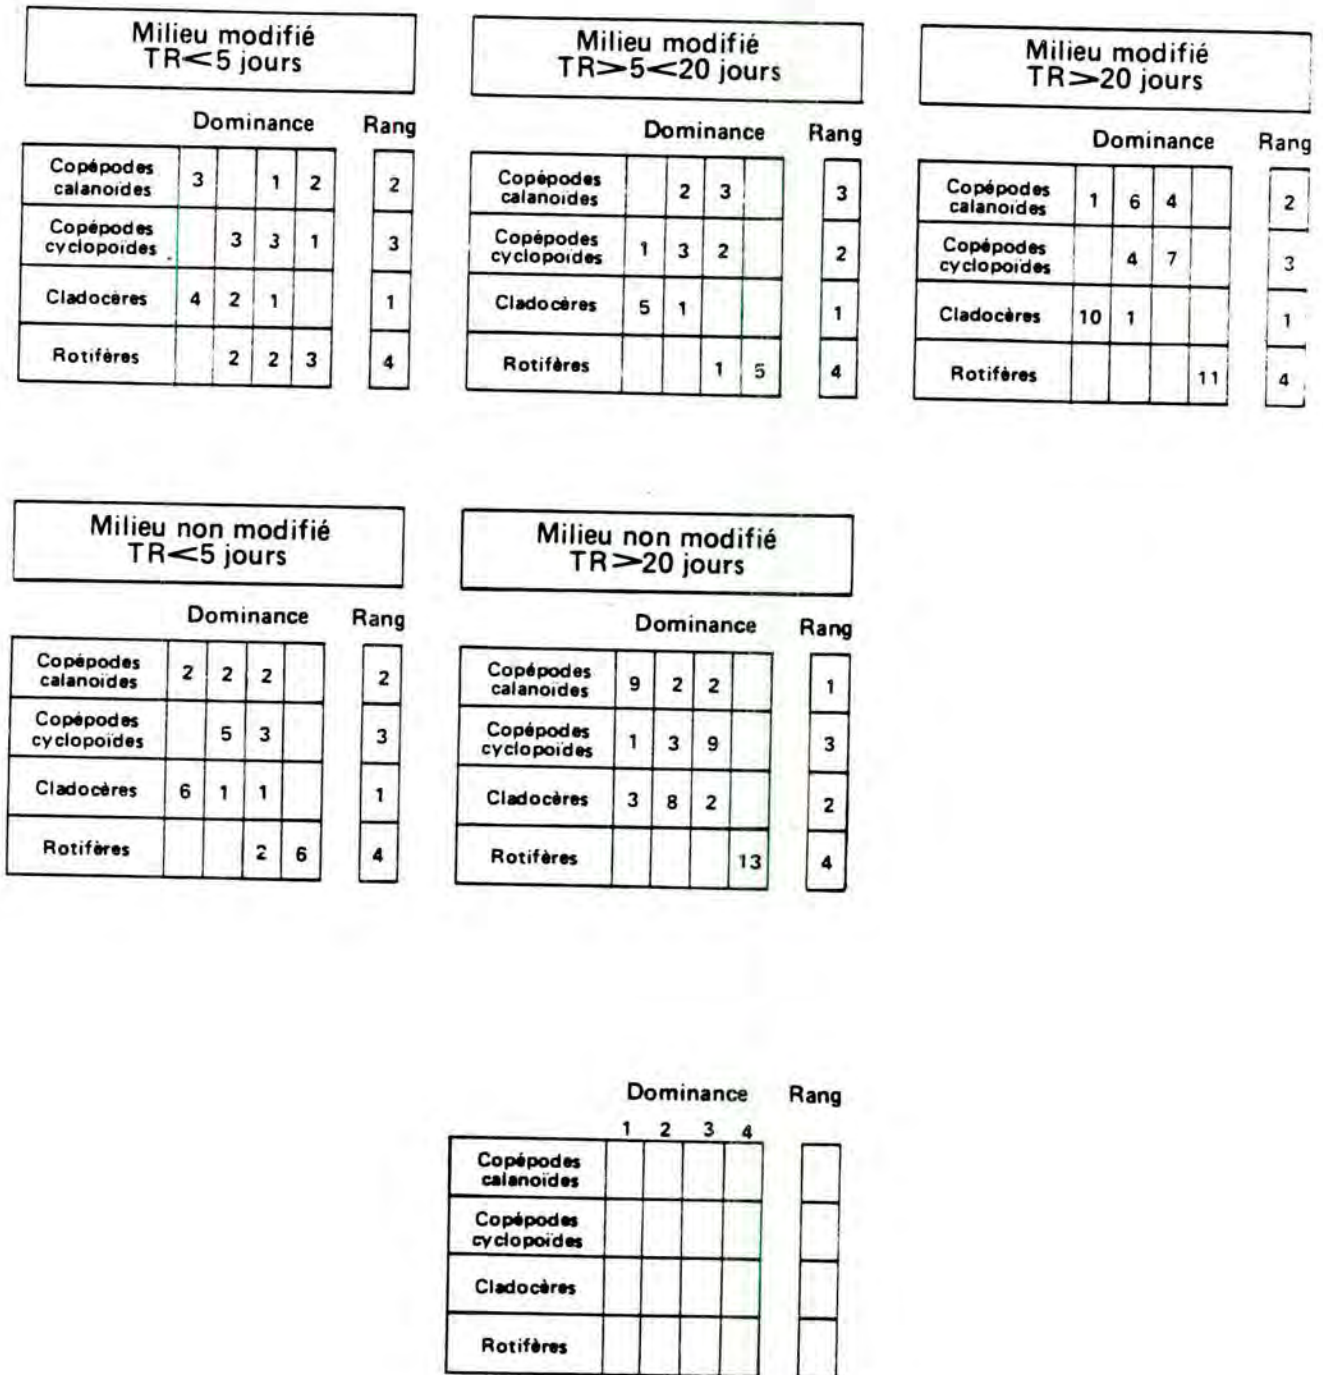 Milieu modifié
TR<5 jours
Dominance Rang
Copépodes
calanoïdes 3 1 2 2
Copépodes
cyclopoïdes 3 3 1 3
Cladocères 4 2 1 1
Rotifères 2 2 3 4
Milieu modifié
TR>5<20 jours
Dominance Rang
Copépodes
calanoïdes 2 3 3
Copépodes
cyclopoïdes 1 3 2 2
Cladocères 5 1 1
Rotifères 1 5 4
Milieu modifié
TR>20 jours
Dominance Rang
Copépodes
calanoïdes 1 6 4 2
Copépodes
cyclopoïdes 4 7 3
Cladocères 10 1 1
Rotifères 11 4
Milieu non modifié
TR<5 jours
Dominance Rang
Copépodes
calanoïdes 2 2 2 2
Copépodes
cyclopoïdes 5 3 3
Cladocères 6 1 1 1
Rotifères 2 6 4
Milieu non modifié
TR>20 jours
Dominance Rang
Copépodes
calanoïdes 9 2 2 1
Copépodes
cyclopoïdes 1 3 9 3
Cladocères 3 8 2 2
Rotifères 13 4
Dominance Rang
1 2 3 4
Copépodes
calanoïdes
Copépodes
cyclopoïdes
Cladocères
Rotifères